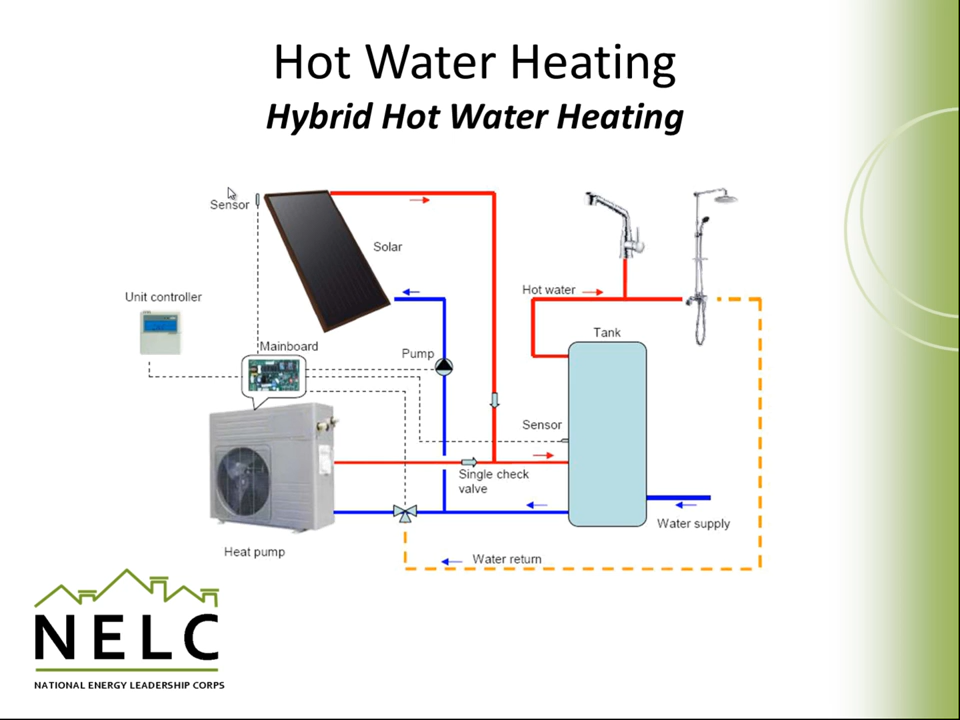 Hot Water Heating
Hybrid Hot Water Heating
Sensor
Solar
Unit controller
Hot water
Mainboard
Pump
Tank
Sensor
Single check
valve
Water supply
Heat pump
Water return
NELC
NATIONAL ENERGY LEADERSHIP CORPS